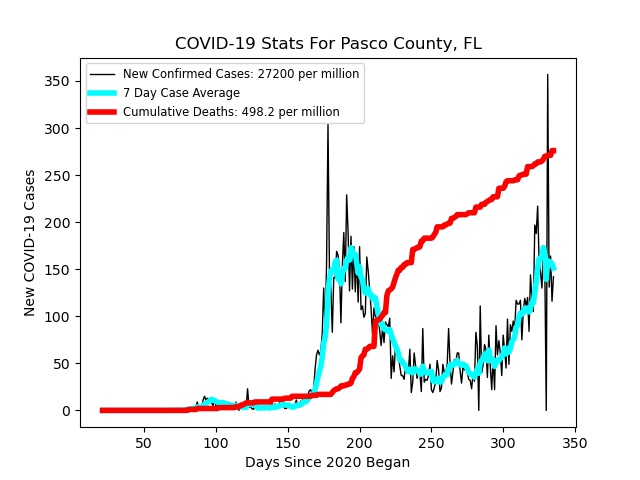 COVID-19 Stats For Pasco County, FL
New Confirmed Cases: 27200 per million
7 Day Case Average
Cumulative Deaths: 498.2 per million
New COVID-19 Cases
350
300
250
200
150
100
50
0
50 100 150 200 250 300 350
Days Since 2020 Began